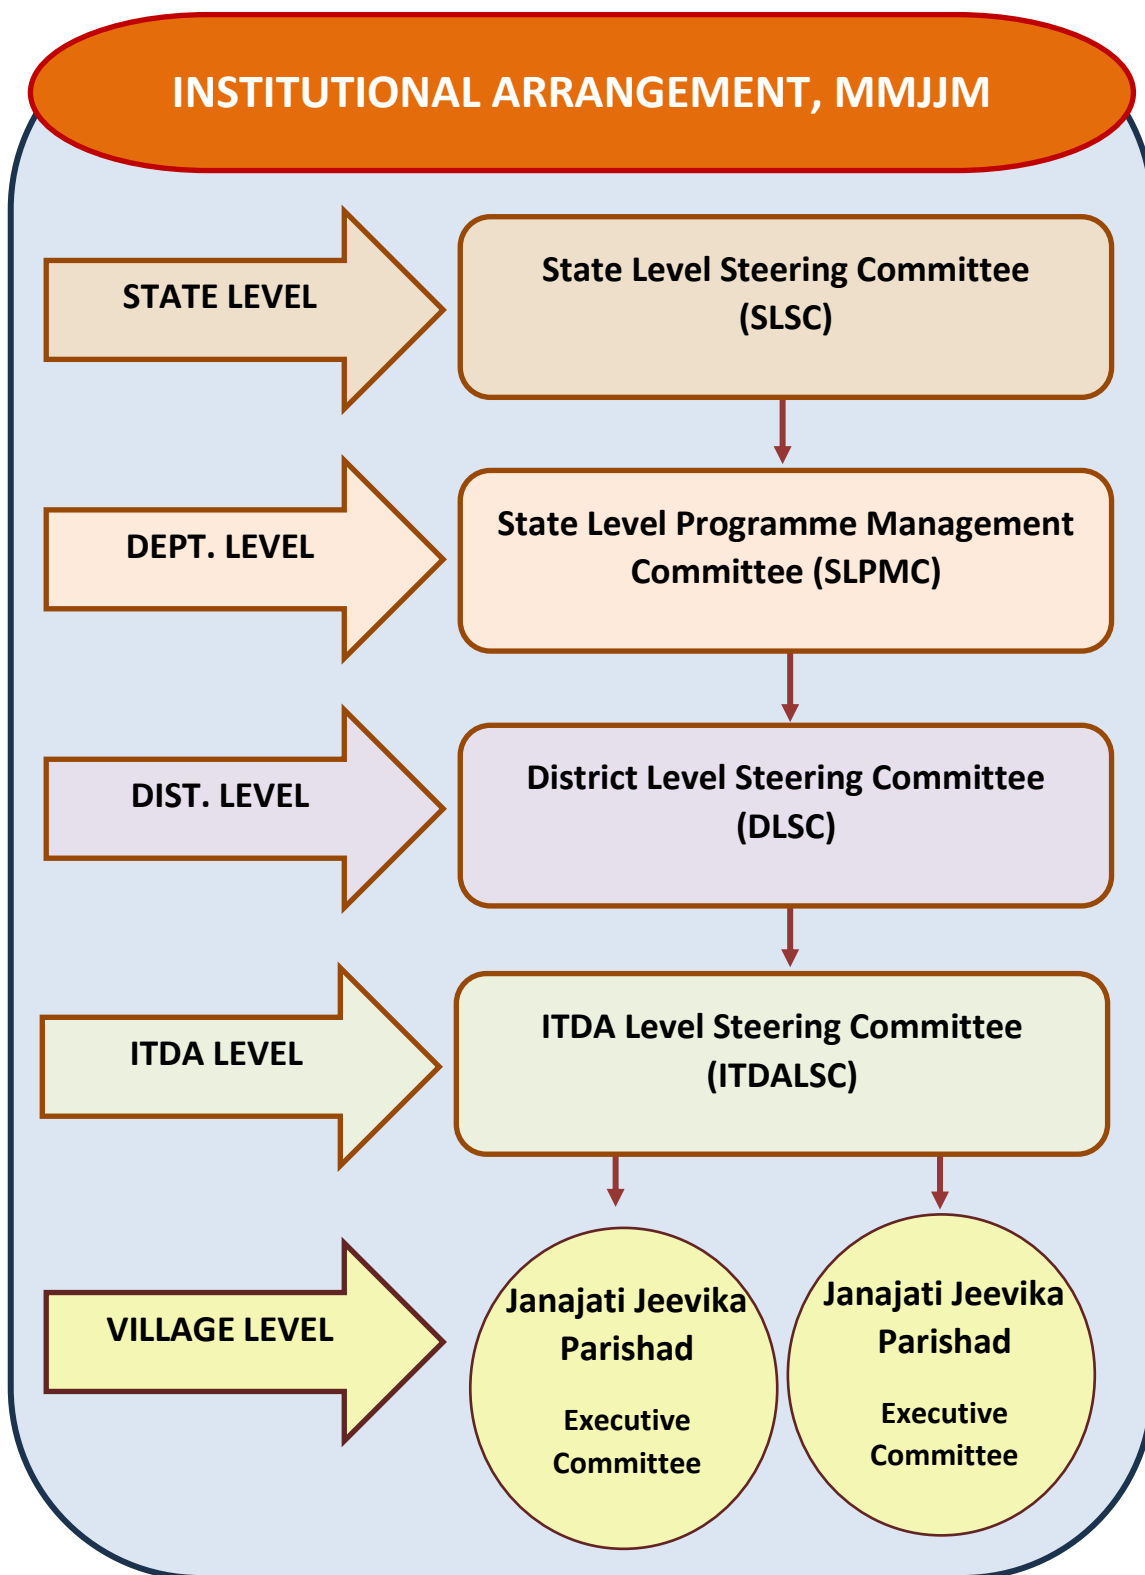 INSTITUTIONAL ARRANGEMENT, MMJJM
STATE LEVEL
State Level Steering Committee
(SLSC)
DEPT. LEVEL
State Level Programme Management
Committee (SLPMC)
DIST. LEVEL
District Level Steering Committee
(DLSC)
ITDA LEVEL
ITDA Level Steering Committee
(ITDALSC)
VILLAGE LEVEL
Janajati Jeevika
Parishad
Executive
Committee
Janajati Jeevika
Parishad
Executive
Committee